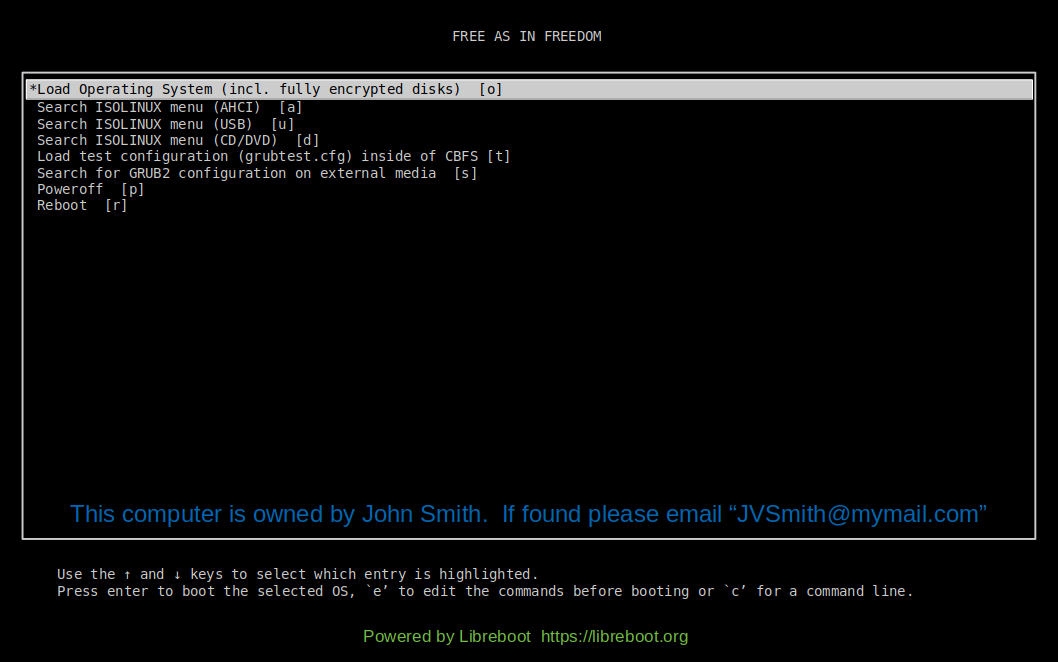 FREE AS IN FREEDOM
*Load Operating System (incl. fully encrypted disks)  [o]
Search ISOLINUX menu (AHCI)  [a]
Search ISOLINUX menu (USB)  [u]
Search ISOLINUX menu (CD/DVD)  [d]
Load test configuration (grubtest.cfg) inside of CBFS [t]
Search for GRUB2 configuration on external media  [s]
Poweroff  [p]
Reboot  [r]
This computer is owned by John Smith.  If found please email “JVSmith@mymail.com”
Use the ↑ and ↓ keys to select which entry is highlighted.
Press enter to boot the selected OS, `e’ to edit the commands before booting or `c’ for a command line.
Powered by Libreboot  https://libreboot.org